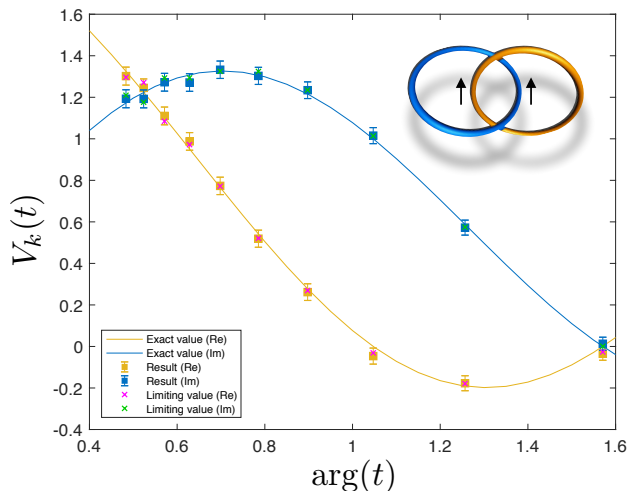 1.6
1.4
1.2
1
0.8
0.6
0.4
0.2
0
-0.2
-0.4
V_k(t)
Exact value (Re)
Exact value (Im)
Result (Re)
Result (Im)
Limiting value (Re)
Limiting value (Im)
0.4 0.6 0.8 1 1.2 1.4 1.6
arg(t)